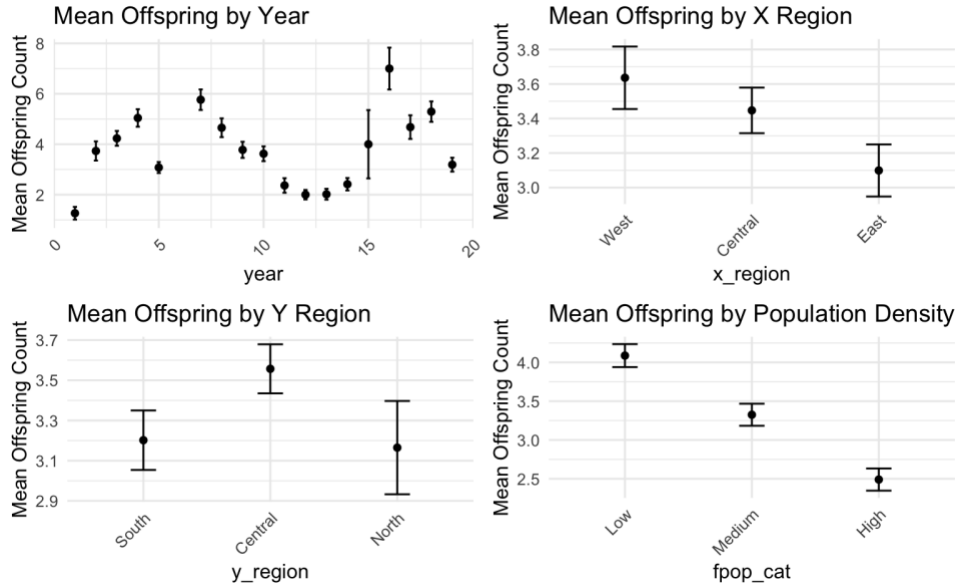 Mean Offspring by Year
Mean Offspring Count
8
6
4
2
0
5
10
15
20
year
Mean Offspring by X Region
Mean Offspring Count
3.8
3.6
3.4
3.2
3.0
West
Central
East
x_region
Mean Offspring by Y Region
Mean Offspring Count
3.7
3.5
3.3
3.1
2.9
South
Central
North
y_region
Mean Offspring by Population Density
Mean Offspring Count
4.0
3.5
3.0
2.5
Low
Medium
High
fpop_cat